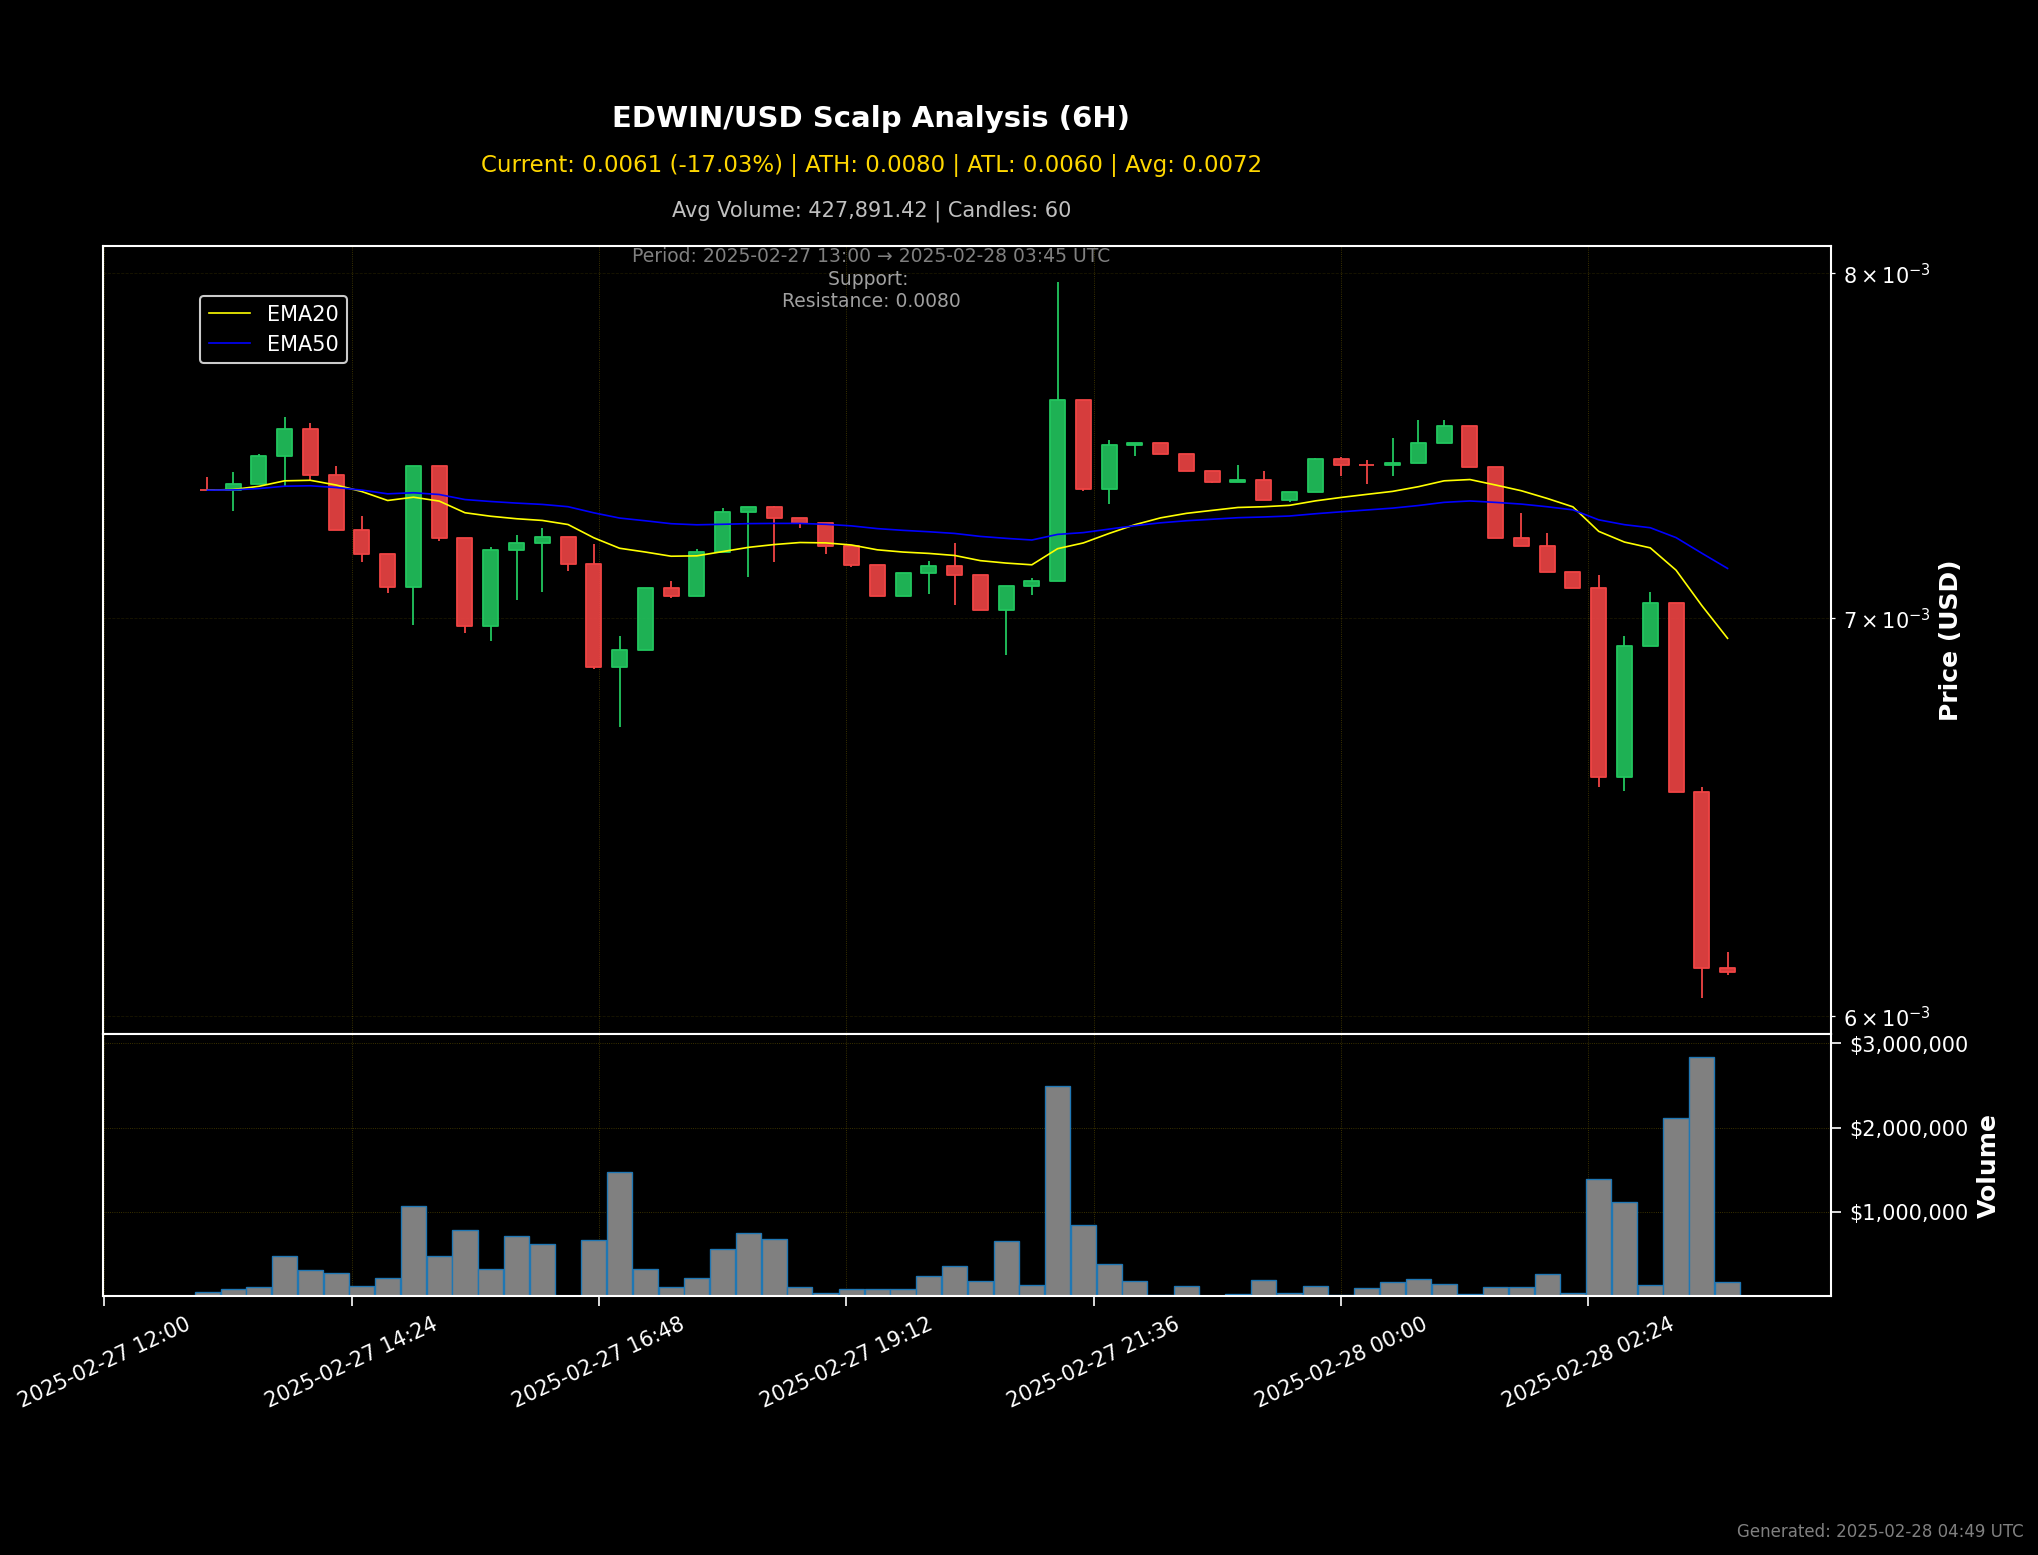 EDWIN/USD Scalp Analysis (6H)
Current: 0.0061 (-17.03%) | ATH: 0.0080 | ATL: 0.0060 | Avg: 0.0072
Avg Volume: 427,891.42 | Candles: 60
Period: 2025-02-27 13:00 → 2025-02-28 03:45 UTC
Support:
Resistance: 0.0080
EMA20
EMA50
8 × 10⁻³
7 × 10⁻³
6 × 10⁻³
Price (USD)
$3,000,000
$2,000,000
$1,000,000
Volume
2025-02-27 12:00
2025-02-27 14:24
2025-02-27 16:48
2025-02-27 19:12
2025-02-27 21:36
2025-02-28 00:00
2025-02-28 02:24
Generated: 2025-02-28 04:49 UTC